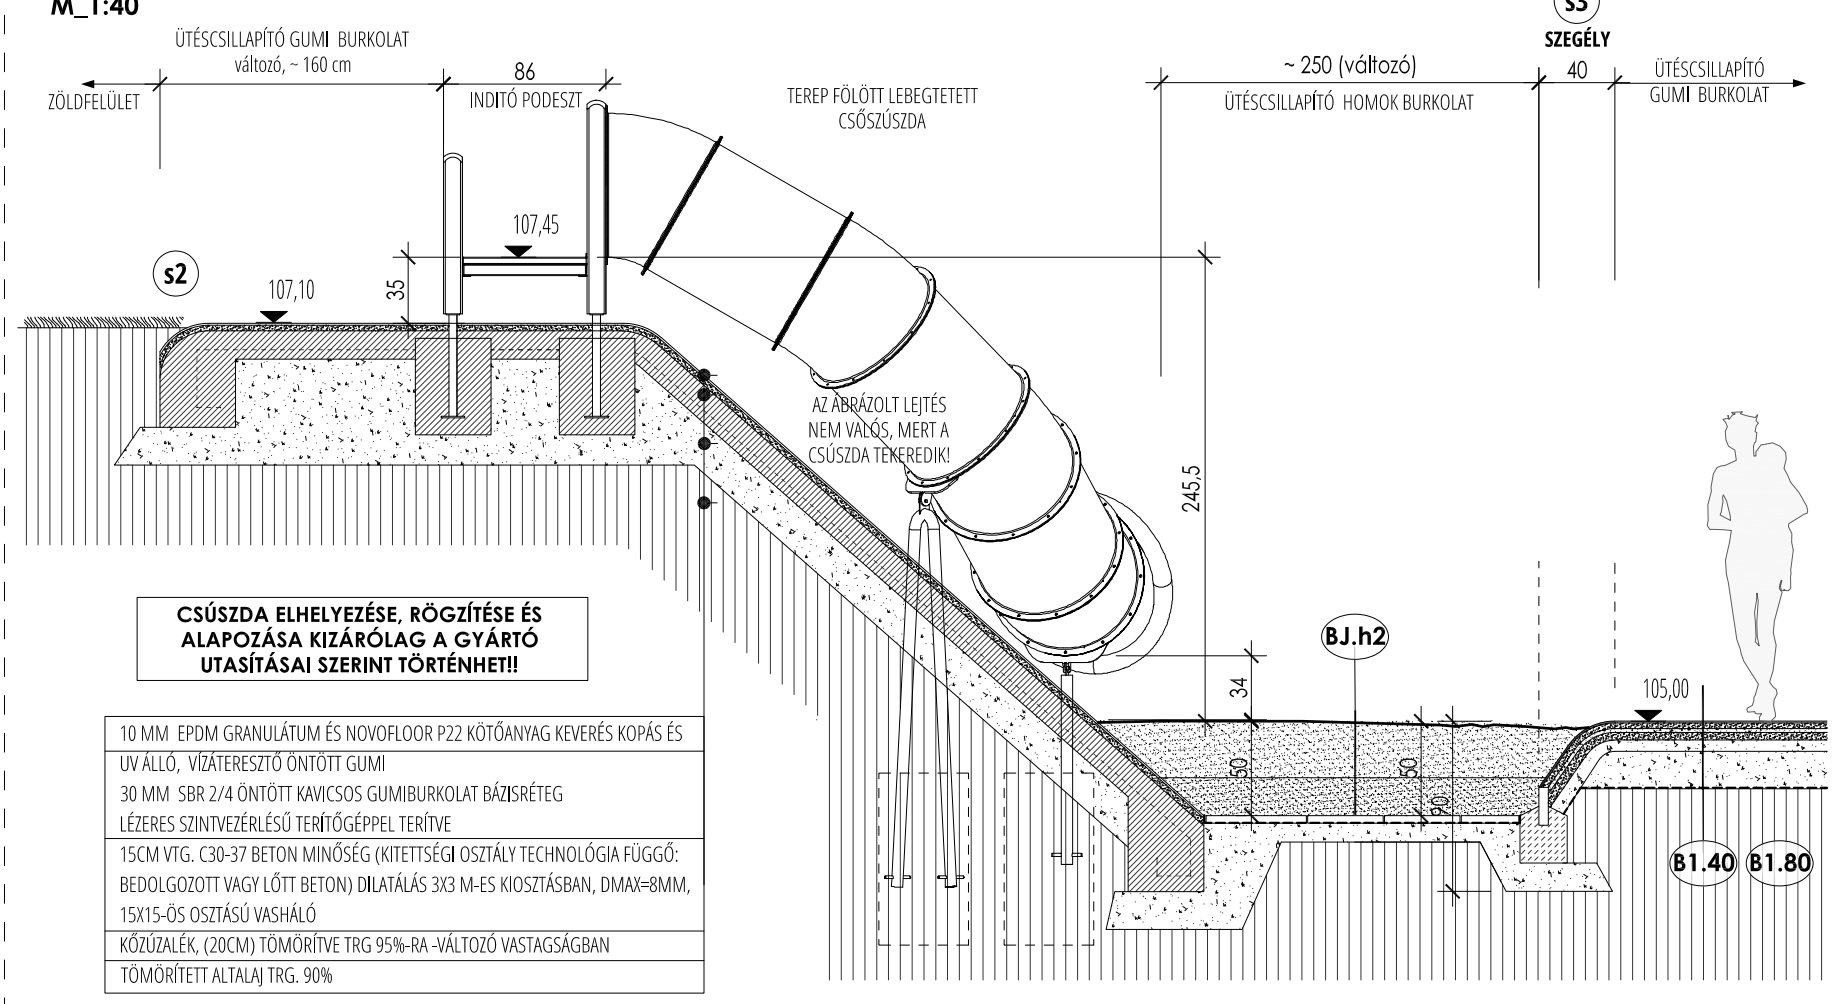 M_1:40
s3
SZEGÉLY
ÜTÉSCSILLAPÍTÓ GUMI BURKOLAT
változó, ~ 160 cm
86
~ 250 (változó)
40
ÜTÉSCSILLAPÍTÓ
GUMI BURKOLAT
ZÖLDFELÜLET
INDITÓ PODESZT
TEREP FÖLÖTT LEBEGTETETT
CSŐSZÚSZDA
ÜTÉSCSILLAPÍTÓ HOMOK BURKOLAT
107,45
s2
107,10
35
AZ ÁBRÁZOLT LEJTÉS
NEM VALÓS, MERT A
CSÚSZDA TEKEREDIK!
245,5
CSÚSZDA ELHELYEZÉSE, RÖGZÍTÉSE ÉS
ALAPOZÁSA KIZÁRÓLAG A GYÁRTÓ
UTASÍTÁSAI SZERINT TÖRTÉNHET!!
BJ.h2
34
105,00
50
50
90
B1.40
B1.80
10 MM EPDM GRANULÁTUM ÉS NOVOFLOOR P22 KÖTŐANYAG KEVERÉS KOPÁS ÉS
UV ÁLLÓ, VÍZÁTERESZTŐ ÖNTÖTT GUMI
30 MM SBR 2/4 ÖNTÖTT KAVICSOS GUMIBURKOLAT BÁZISRÉTEG
LÉZERES SZINTVEZÉRLÉSŰ TERÍTŐGÉPPEL TERÍTVE
15CM VTG. C30-37 BETON MINŐSÉG (KITETTSÉGI OSZTÁLY TECHNOLÓGIA FÜGGŐ:
BEDOLGOZOTT VAGY LŐTT BETON) DILATÁLÁS 3X3 M-ES KIOSZTÁSBAN, DMAX=8MM,
15X15-ÖS OSZTÁSÚ VASHÁLÓ
KŐZÚZALÉK, (20CM) TÖMÖRÍTVE TRG 95%-RA -VÁLTOZÓ VASTAGSÁGBAN
TÖMÖRÍTETT ALTALAJ TRG. 90%